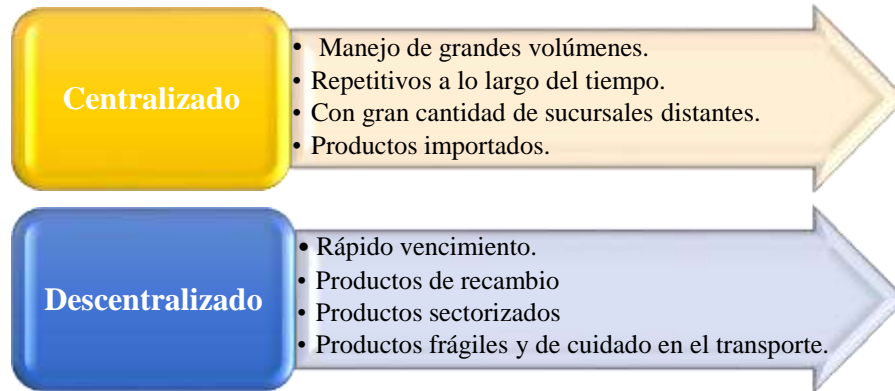 Centralizado
• Manejo de grandes volúmenes.
• Repetitivos a lo largo del tiempo.
• Con gran cantidad de sucursales distantes.
• Productos importados.
Descentralizado
• Rápido vencimiento.
• Productos de recambio
• Productos sectorizados
• Productos frágiles y de cuidado en el transporte.